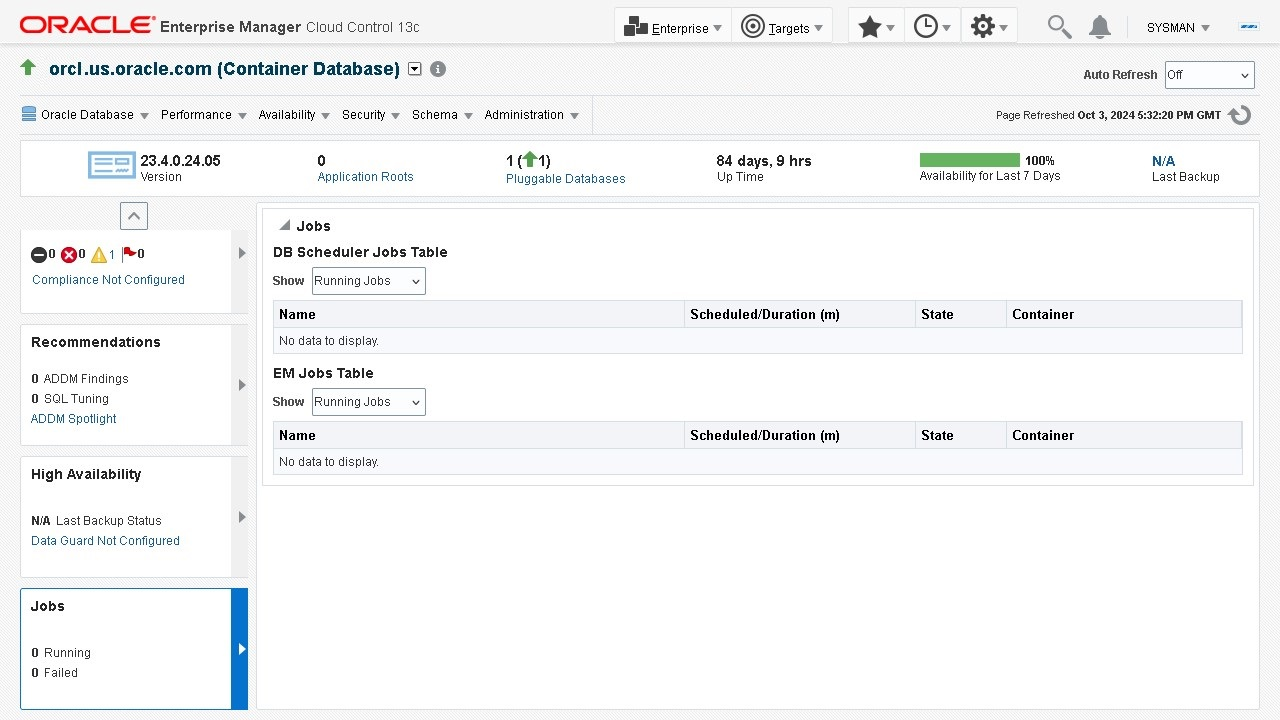 ORACLE Enterprise Manager Cloud Control 13c
Enterprise Targets SYSMAN
orcl.us.oracle.com (Container Database)
Auto Refresh Off
Oracle Database Performance Availability Security Schema Administration
Page Refreshed Oct 3, 2024 5:32:20 PM GMT
23.4.0.24.05
Version
0
Application Roots
1 (1)
Pluggable Databases
84 days, 9 hrs
Up Time
100%
Availability for Last 7 Days
N/A
Last Backup
0 0 1 0
Compliance Not Configured
Recommendations
0 ADDM Findings
0 SQL Tuning
ADDM Spotlight
High Availability
N/A Last Backup Status
Data Guard Not Configured
Jobs
0 Running
0 Failed
Jobs
DB Scheduler Jobs Table
Show Running Jobs
Name Scheduled/Duration (m) State Container
No data to display.
EM Jobs Table
Show Running Jobs
Name Scheduled/Duration (m) State Container
No data to display.